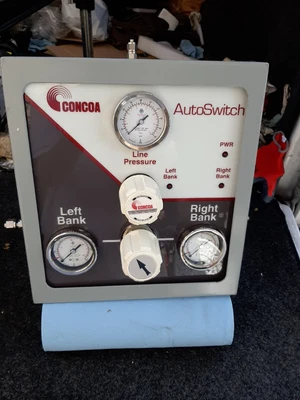 CONCOA
AutoSwitch
Line
Pressure
PWR
Left
Bank
Right
Bank
CONCOA
Left
Bank
Right
Bank